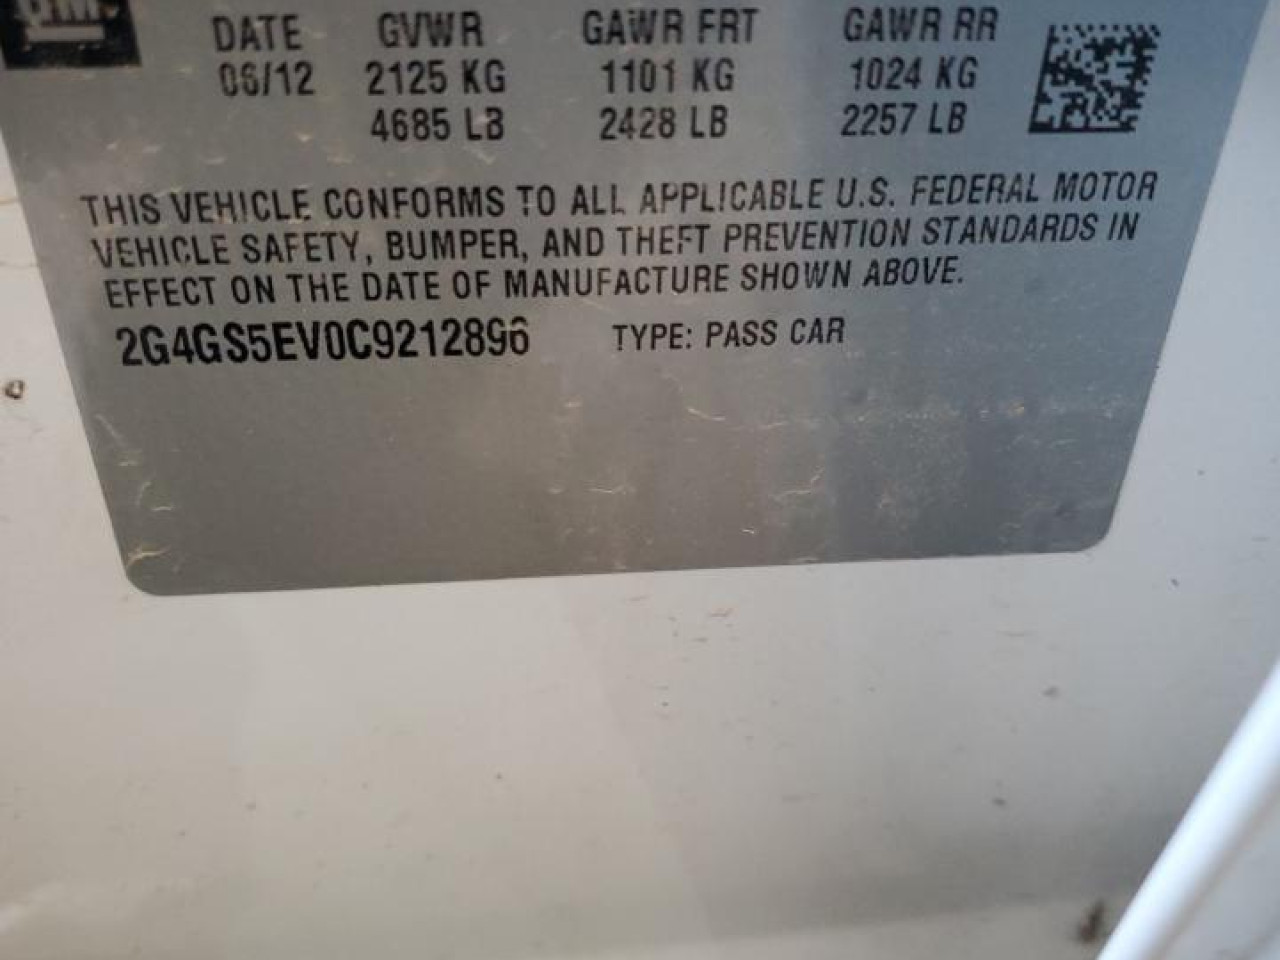 GM
DATE GVWR GAWR FRT GAWR RR
06/12 2125 KG 1101 KG 1024 KG
4685 LB 2428 LB 2257 LB
THIS VEHICLE CONFORMS TO ALL APPLICABLE U.S. FEDERAL MOTOR
VEHICLE SAFETY, BUMPER, AND THEFT PREVENTION STANDARDS IN
EFFECT ON THE DATE OF MANUFACTURE SHOWN ABOVE.
2G4GS5EV0C9212896 TYPE: PASS CAR